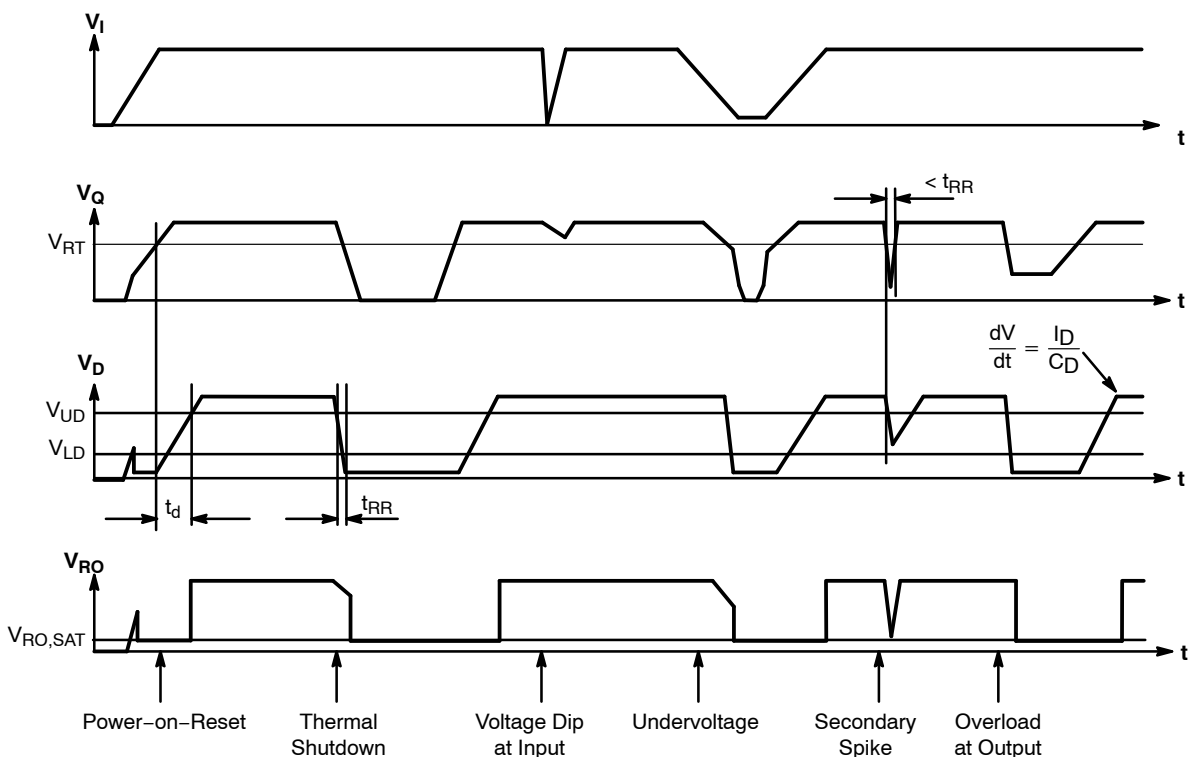 V_I
t
V_Q
< t_RR
V_RT
t
dV/dt = I_D/C_D
V_D
V_UD
V_LD
t
t_d
t_RR
V_RO
V_RO,SAT
t
Power−on−Reset
Thermal
Shutdown
Voltage Dip
at Input
Undervoltage
Secondary
Spike
Overload
at Output